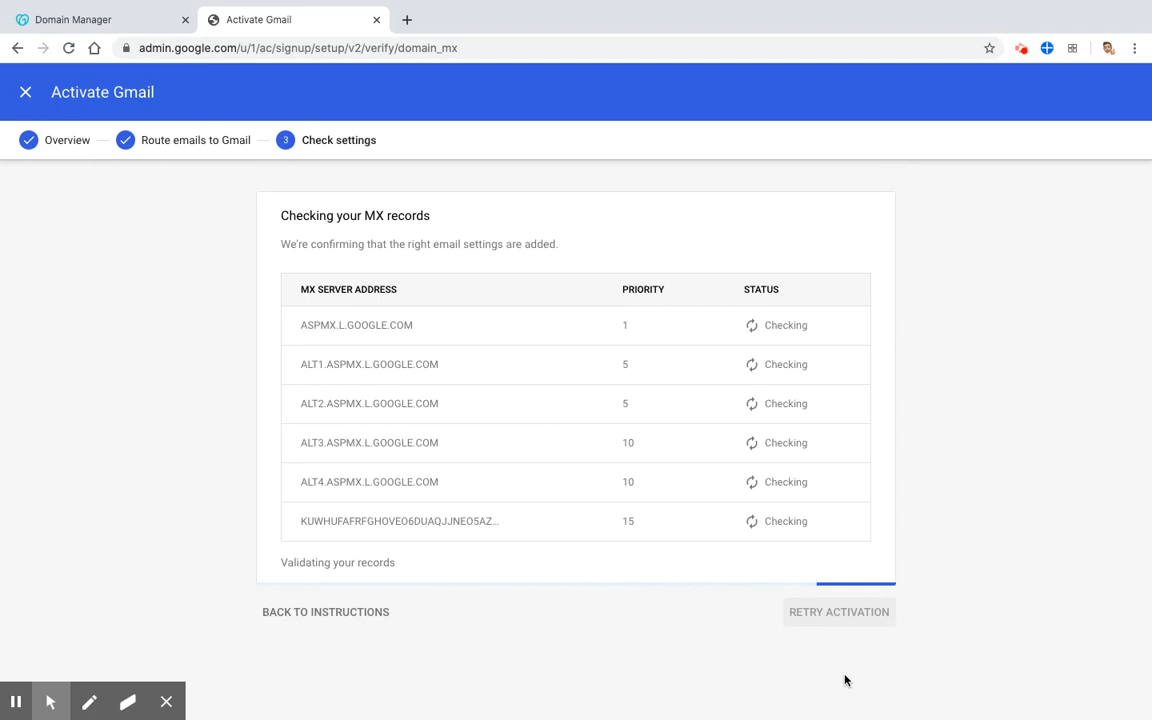 Domain Manager
Activate Gmail
admin.google.com/u/1/ac/signup/setup/v2/verify/domain_mx
Activate Gmail
Overview
Route emails to Gmail
3 Check settings
Checking your MX records
We're confirming that the right email settings are added.
MX SERVER ADDRESS PRIORITY STATUS
ASPMX.L.GOOGLE.COM 1 Checking
ALT1.ASPMX.L.GOOGLE.COM 5 Checking
ALT2.ASPMX.L.GOOGLE.COM 5 Checking
ALT3.ASPMX.L.GOOGLE.COM 10 Checking
ALT4.ASPMX.L.GOOGLE.COM 10 Checking
KUWHUFAFRFGHOVEO6DUAQJJNEO5AZ... 15 Checking
Validating your records
BACK TO INSTRUCTIONS RETRY ACTIVATION